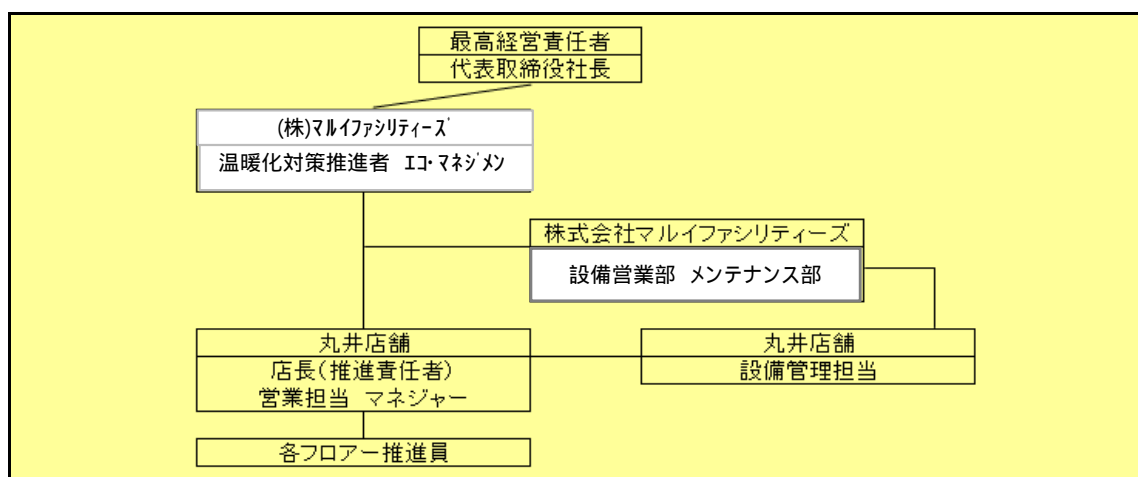 最高経営責任者
代表取締役社長
(株)ﾏﾙｲﾌｧｼﾘﾃｨｰｽﾞ
温暖化対策推進者 ｴｺ･ﾏﾈｼﾞﾒﾝ
株式会社マルイファシリティーズ
設備営業部 メンテナンス部
丸井店舗
店長(推進責任者)
営業担当 マネジャー
丸井店舗
設備管理担当
各フロアー推進員